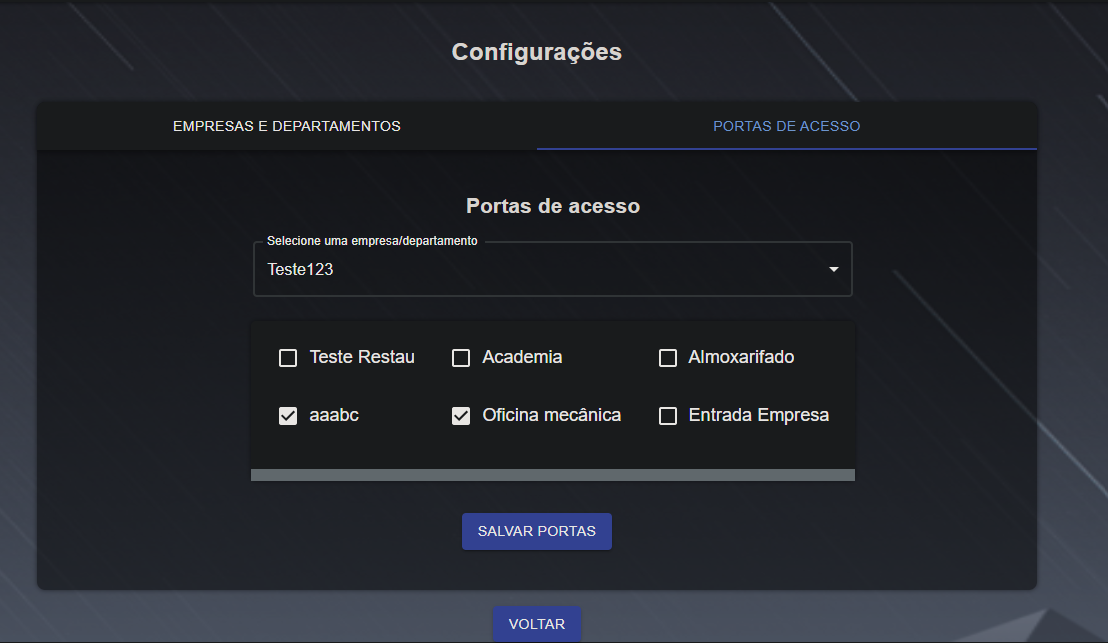 Configurações
EMPRESAS E DEPARTAMENTOS PORTAS DE ACESSO
Portas de acesso
Selecione uma empresa/departamento
Teste123
Teste Restau Academia Almoxarifado
aaabc Oficina mecânica Entrada Empresa
SALVAR PORTAS
VOLTAR